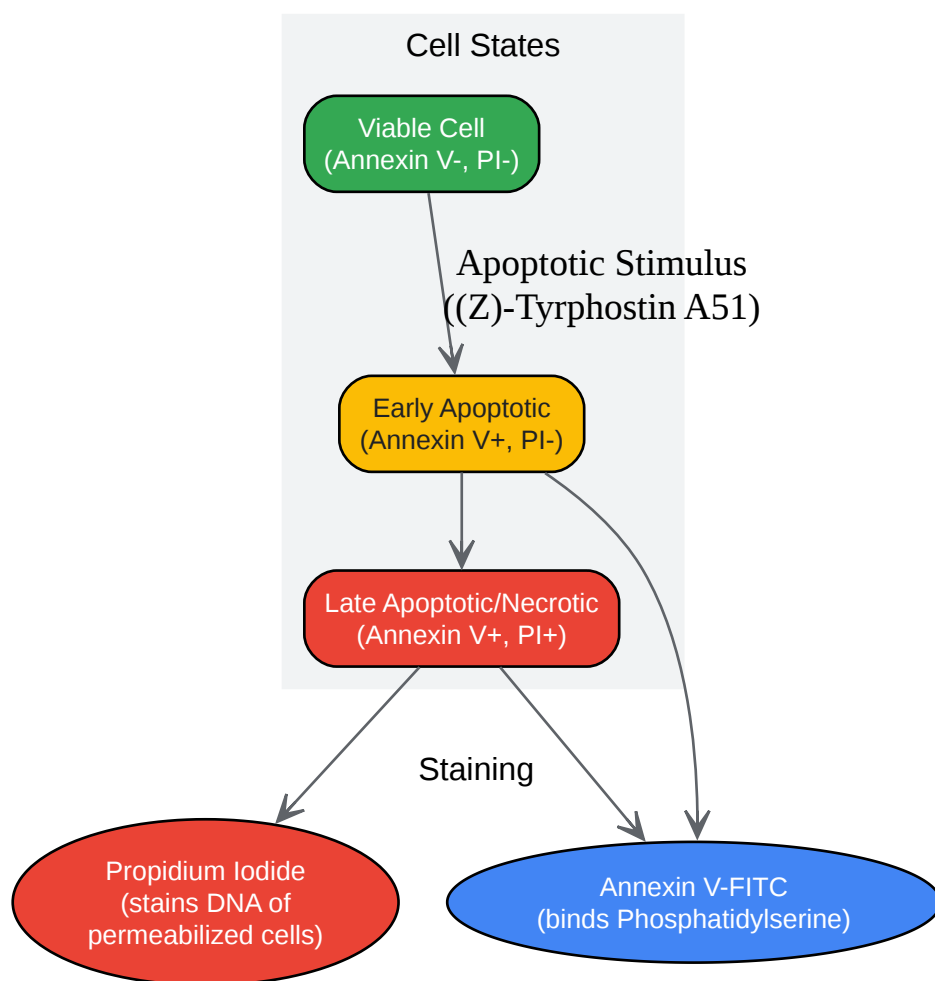 Cell States
Viable Cell
(Annexin V-, PI-)
Apoptotic Stimulus
((Z)-Tyrphostin A51)
Early Apoptotic
(Annexin V+, PI-)
Late Apoptotic/Necrotic
(Annexin V+, PI+)
Staining
Propidium Iodide
(stains DNA of
permeabilized cells)
Annexin V-FITC
(binds Phosphatidylserine)